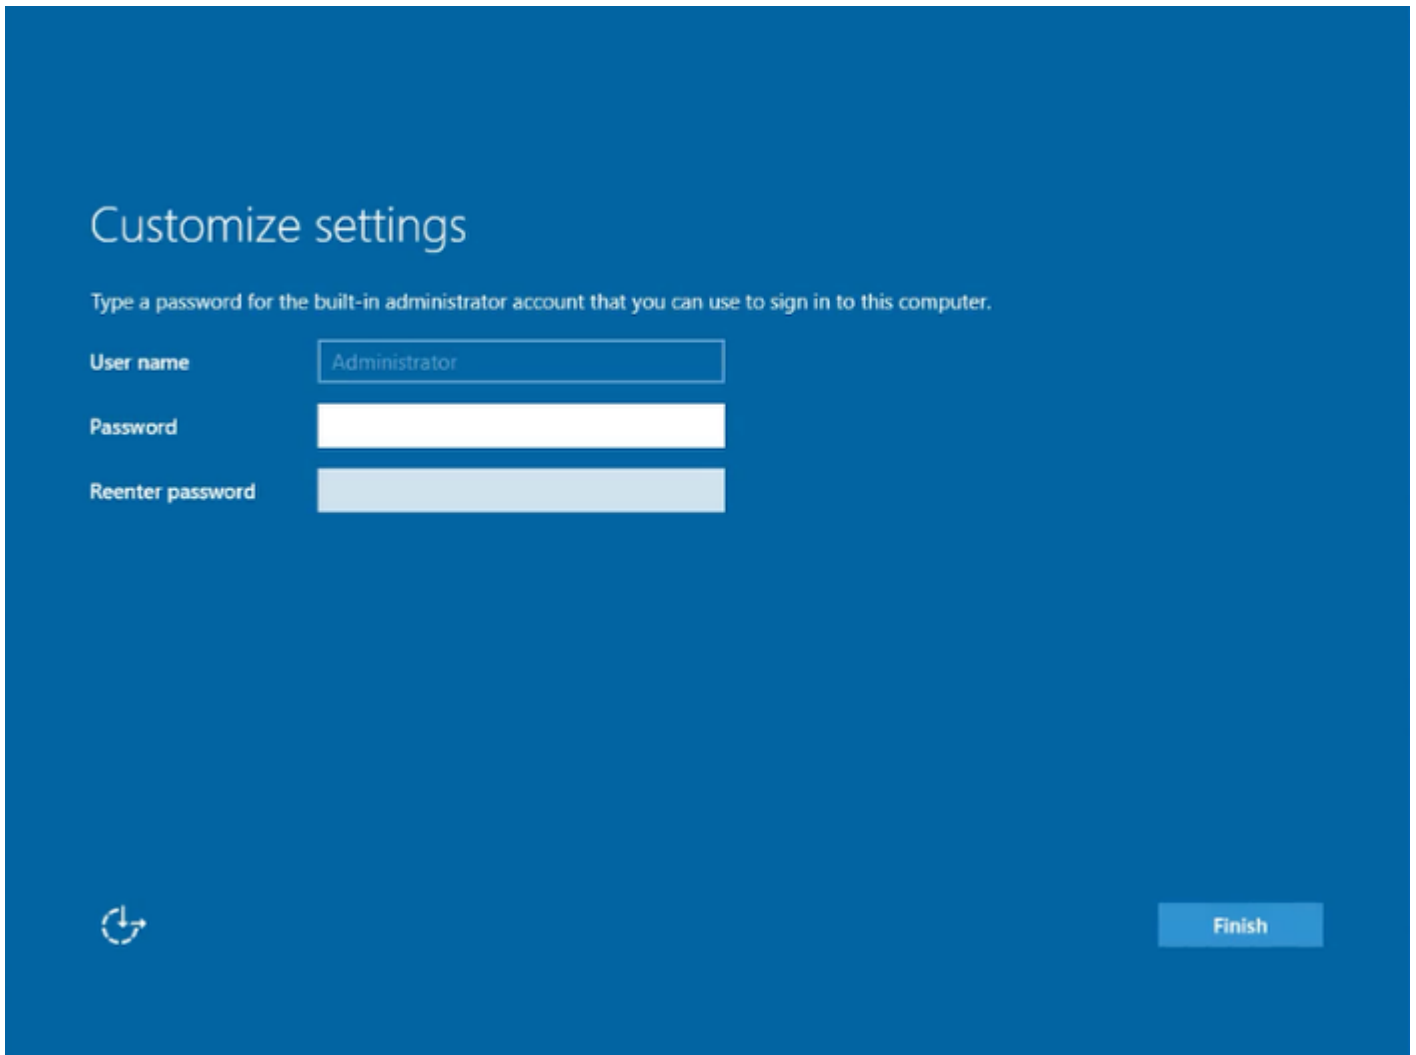 Customize settings
Type a password for the built-in administrator account that you can use to sign in to this computer.
User name Administrator
Password
Reenter password
Finish